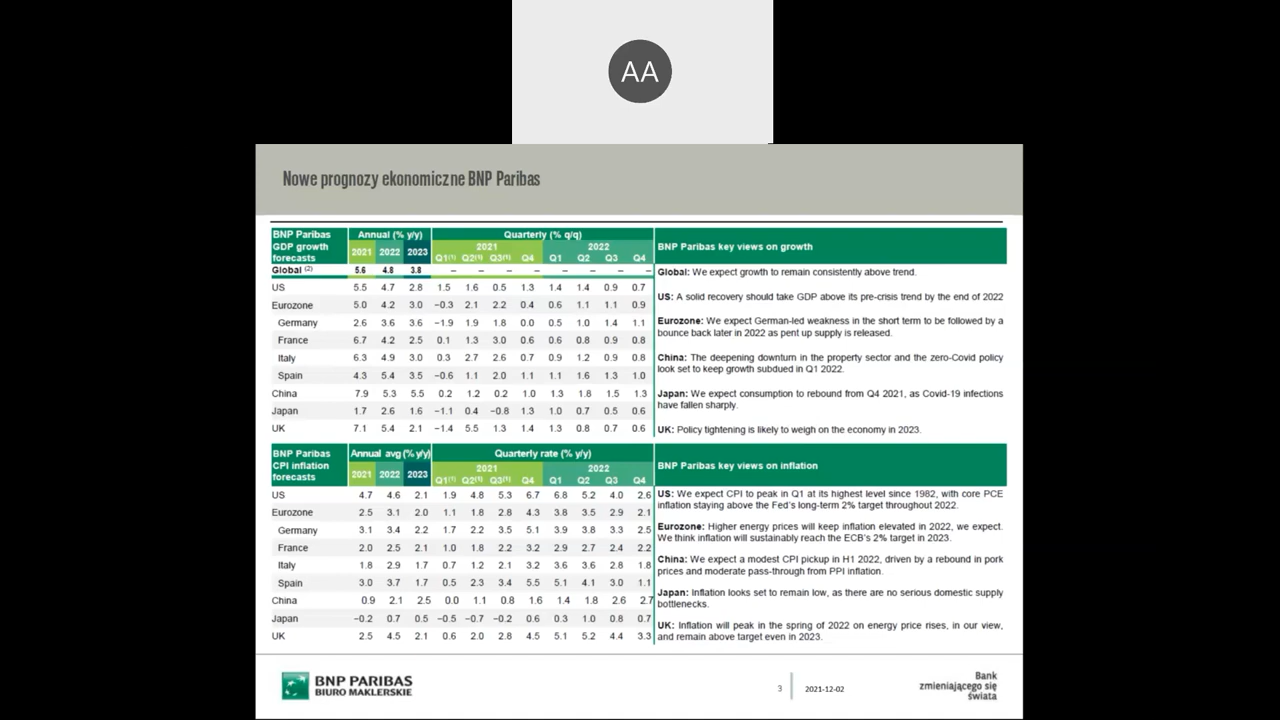 AA
Nowe prognozy ekonomiczne BNP Paribas
BNP Paribas GDP growth forecasts Annual (% y/y) Quarterly (% q/q) BNP Paribas key views on growth
2021 2022
2021 2022 2023 Q1(1) Q2(1) Q3(1) Q4 Q1 Q2 Q3 Q4
Global (2) 5.6 4.8 3.8 – – – – – – – –
US 5.5 4.7 2.8 1.5 1.6 0.5 1.3 1.4 1.4 0.9 0.7
Eurozone 5.0 4.2 3.0 −0.3 2.1 2.2 0.4 0.6 1.1 1.1 0.9
Germany 2.6 3.6 3.6 −1.9 1.9 1.8 0.0 0.5 1.0 1.4 1.1
France 6.7 4.2 2.5 0.1 1.3 3.0 0.6 0.6 0.8 0.9 0.8
Italy 6.3 4.9 3.0 0.3 2.7 2.6 0.7 0.9 1.2 0.9 0.8
Spain 4.3 5.4 3.5 −0.6 1.1 2.0 1.1 1.1 1.6 1.3 1.0
China 7.9 5.3 5.5 0.2 1.2 0.2 1.0 1.3 1.8 1.5 1.3
Japan 1.7 2.6 1.6 −1.1 0.4 −0.8 1.3 1.0 0.7 0.5 0.6
UK 7.1 5.4 2.1 −1.4 5.5 1.3 1.4 1.3 0.8 0.7 0.6
Global: We expect growth to remain consistently above trend.
US: A solid recovery should take GDP above its pre-crisis trend by the end of 2022
Eurozone: We expect German-led weakness in the short term to be followed by a
bounce back later in 2022 as pent up supply is released.
China: The deepening downturn in the property sector and the zero-Covid policy
look set to keep growth subdued in Q1 2022.
Japan: We expect consumption to rebound from Q4 2021, as Covid-19 infections
have fallen sharply.
UK: Policy tightening is likely to weigh on the economy in 2023.
BNP Paribas CPI inflation forecasts Annual avg (% y/y) Quarterly rate (% y/y) BNP Paribas key views on inflation
2021 2022
2021 2022 2023 Q1(1) Q2(1) Q3(1) Q4 Q1 Q2 Q3 Q4
US 4.7 4.6 2.1 1.9 4.8 5.3 6.7 6.8 5.2 4.0 2.6
Eurozone 2.5 3.1 2.0 1.1 1.8 2.8 4.3 3.8 3.5 2.9 2.1
Germany 3.1 3.4 2.2 1.7 2.2 3.5 5.1 3.9 3.8 3.3 2.5
France 2.0 2.5 2.1 1.0 1.8 2.2 3.2 2.9 2.7 2.4 2.2
Italy 1.8 2.9 1.7 0.7 1.2 2.1 3.2 3.6 3.6 2.8 1.8
Spain 3.0 3.7 1.7 0.5 2.3 3.4 5.5 5.1 4.1 3.0 1.1
China 0.9 2.1 2.5 0.0 1.1 0.8 1.6 1.4 1.8 2.6 2.7
Japan −0.2 0.7 0.5 −0.5 −0.7 −0.2 0.6 0.3 1.0 0.8 0.7
UK 2.5 4.5 2.1 0.6 2.0 2.8 4.5 5.1 5.2 4.4 3.3
US: We expect CPI to peak in Q1 at its highest level since 1982, with core PCE
inflation staying above the Fed's long-term 2% target throughout 2022.
Eurozone: Higher energy prices will keep inflation elevated in 2022, we expect.
We think inflation will sustainably reach the ECB's 2% target in 2023.
China: We expect a modest CPI pickup in H1 2022, driven by a rebound in pork
prices and moderate pass-through from PPI inflation.
Japan: Inflation looks set to remain low, as there are no serious domestic supply
bottlenecks.
UK: Inflation will peak in the spring of 2022 on energy price rises, in our view,
and remain above target even in 2023.
BNP PARIBAS
BIURO MAKLERSKIE
3
2021-12-02
Bank
zmieniającego się
świata